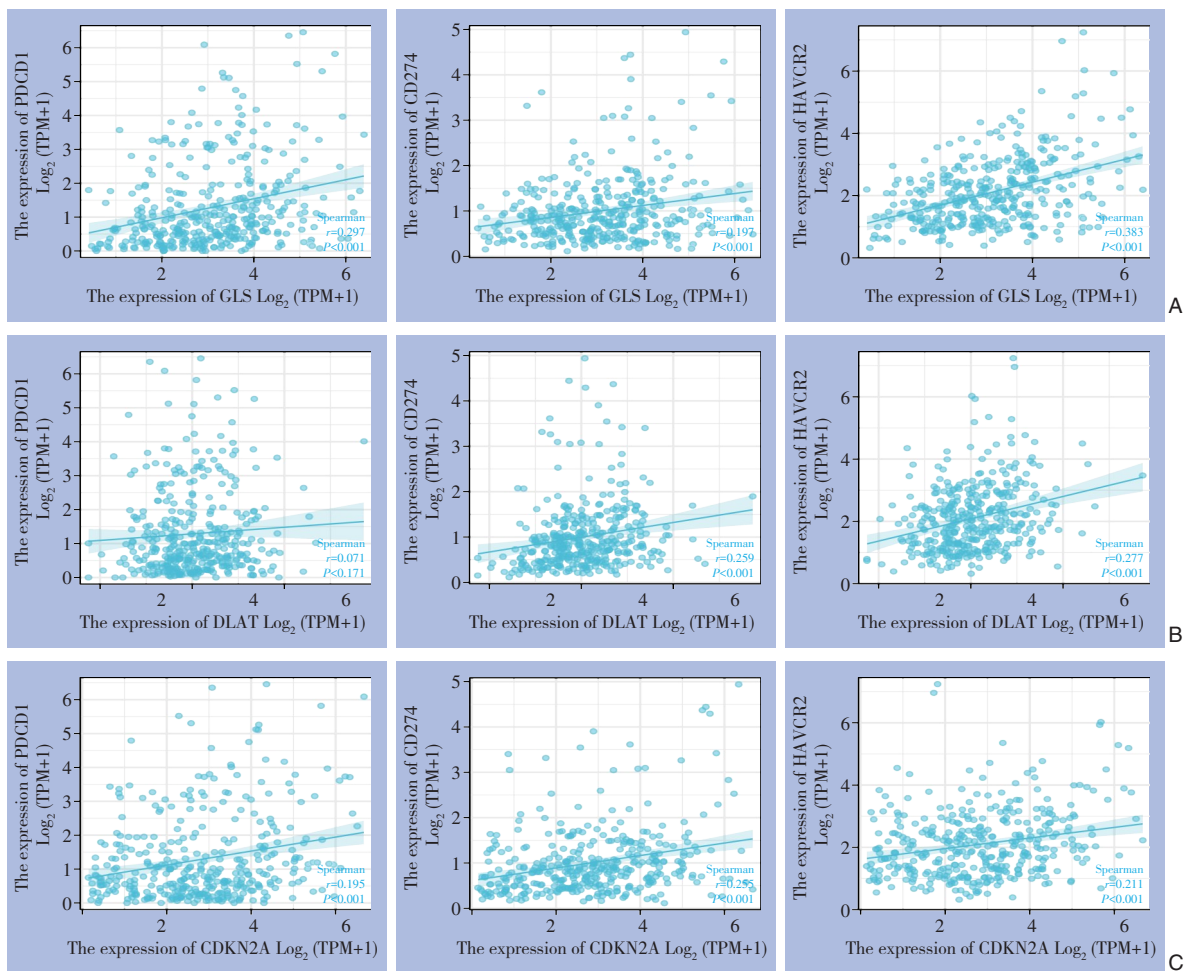 The expression of PDCD1
Log2 (TPM+1)
6
5
4
3
2
1
0
Spearman
r=0.297
P<0.001
2
4
6
The expression of GLS Log2 (TPM+1)
The expression of CD274
Log2 (TPM+1)
5
4
3
2
1
0
Spearman
r=0.197
P<0.001
2
4
6
The expression of GLS Log2 (TPM+1)
The expression of HAVCR2
Log2 (TPM+1)
6
4
2
0
Spearman
r=0.383
P<0.001
2
4
6
The expression of GLS Log2 (TPM+1)
A
The expression of PDCD1
Log2 (TPM+1)
6
5
4
3
2
1
0
Spearman
r=0.071
P<0.171
2
4
6
The expression of DLAT Log2 (TPM+1)
The expression of CD274
Log2 (TPM+1)
5
4
3
2
1
0
Spearman
r=0.259
P<0.001
2
4
6
The expression of DLAT Log2 (TPM+1)
The expression of HAVCR2
Log2 (TPM+1)
6
4
2
0
Spearman
r=0.277
P<0.001
2
4
6
The expression of DLAT Log2 (TPM+1)
B
The expression of PDCD1
Log2 (TPM+1)
6
5
4
3
2
1
0
Spearman
r=0.195
P<0.001
2
4
6
The expression of CDKN2A Log2 (TPM+1)
The expression of CD274
Log2 (TPM+1)
5
4
3
2
1
0
Spearman
r=0.255
P<0.001
2
4
6
The expression of CDKN2A Log2 (TPM+1)
The expression of HAVCR2
Log2 (TPM+1)
6
4
2
0
Spearman
r=0.211
P<0.001
2
4
6
The expression of CDKN2A Log2 (TPM+1)
C